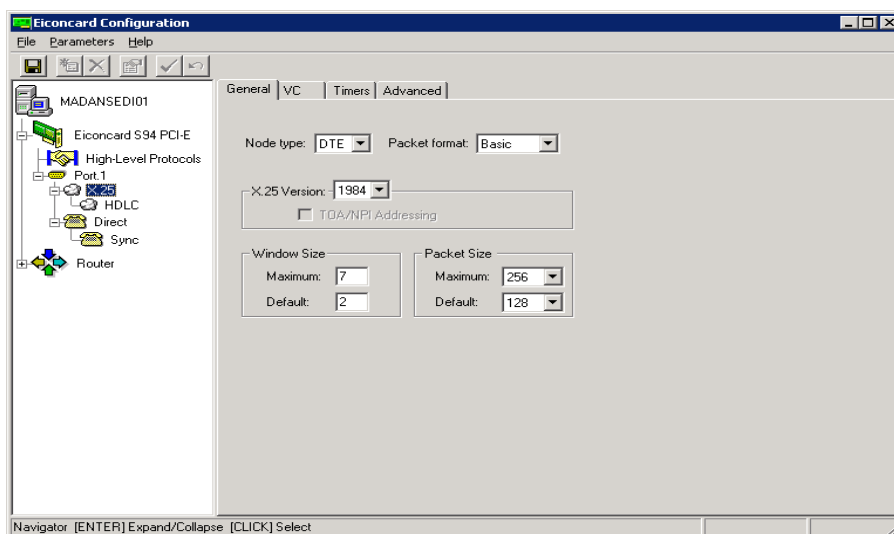 Eiconcard Configuration
File Parameters Help
MADANSEDI01
Eiconcard S94 PCI-E
High-Level Protocols
Port.1
X.25
HDLC
Direct
Sync
Router
General VC Timers Advanced
Node type: DTE Packet format: Basic
X.25 Version: 1984
TOA/NPI Addressing
Window Size
Maximum: 7
Default: 2
Packet Size
Maximum: 256
Default: 128
Navigator [ENTER] Expand/Collapse [CLICK] Select